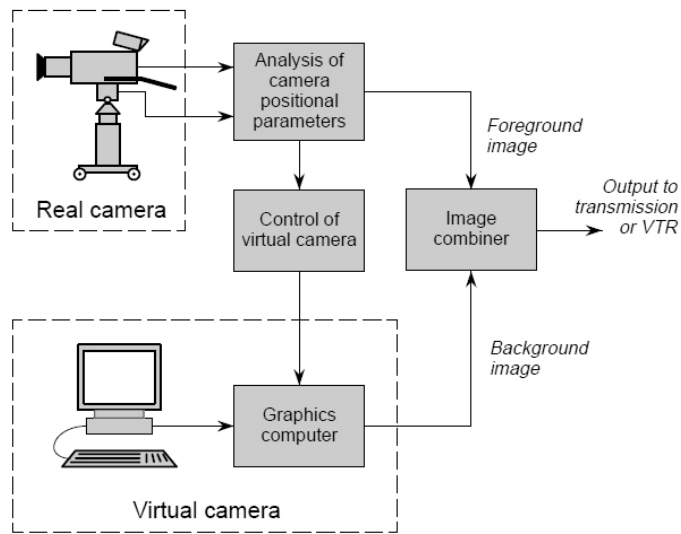 Analysis of
camera
positional
parameters
Foreground
image
Real camera
Control of
virtual camera
Image
combiner
Output to
transmission
or VTR
Background
image
Graphics
computer
Virtual camera